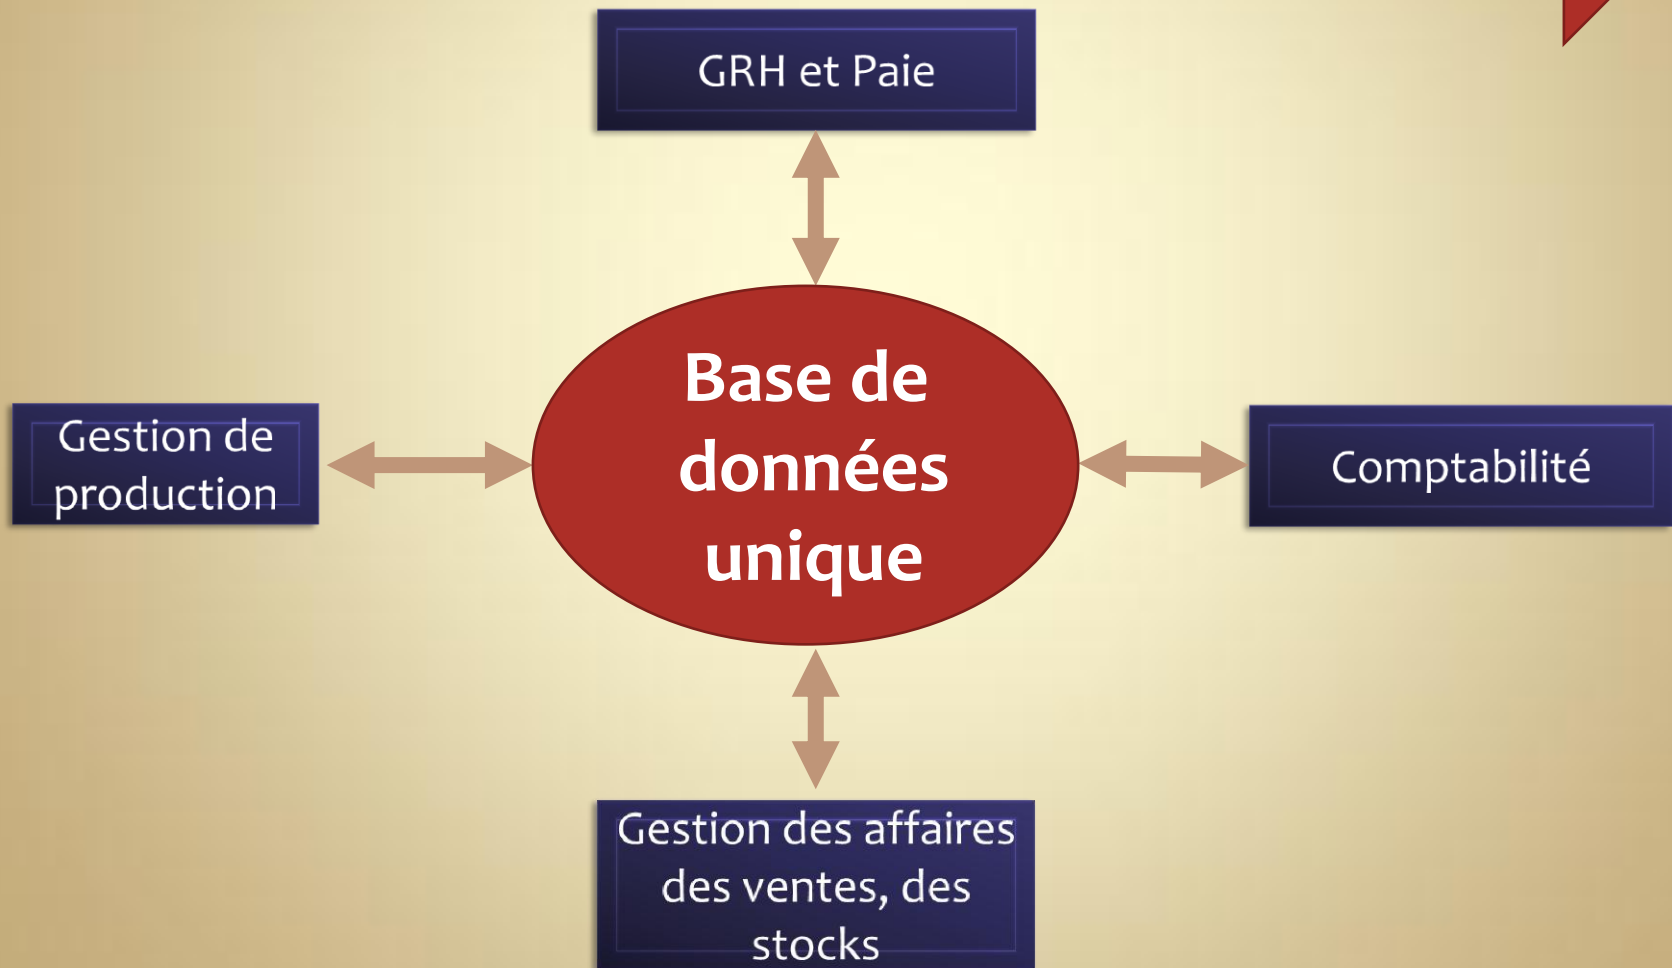 GRH et Paie
Base de
données
unique
Gestion de
production
Comptabilité
Gestion des affaires
des ventes, des
stocks